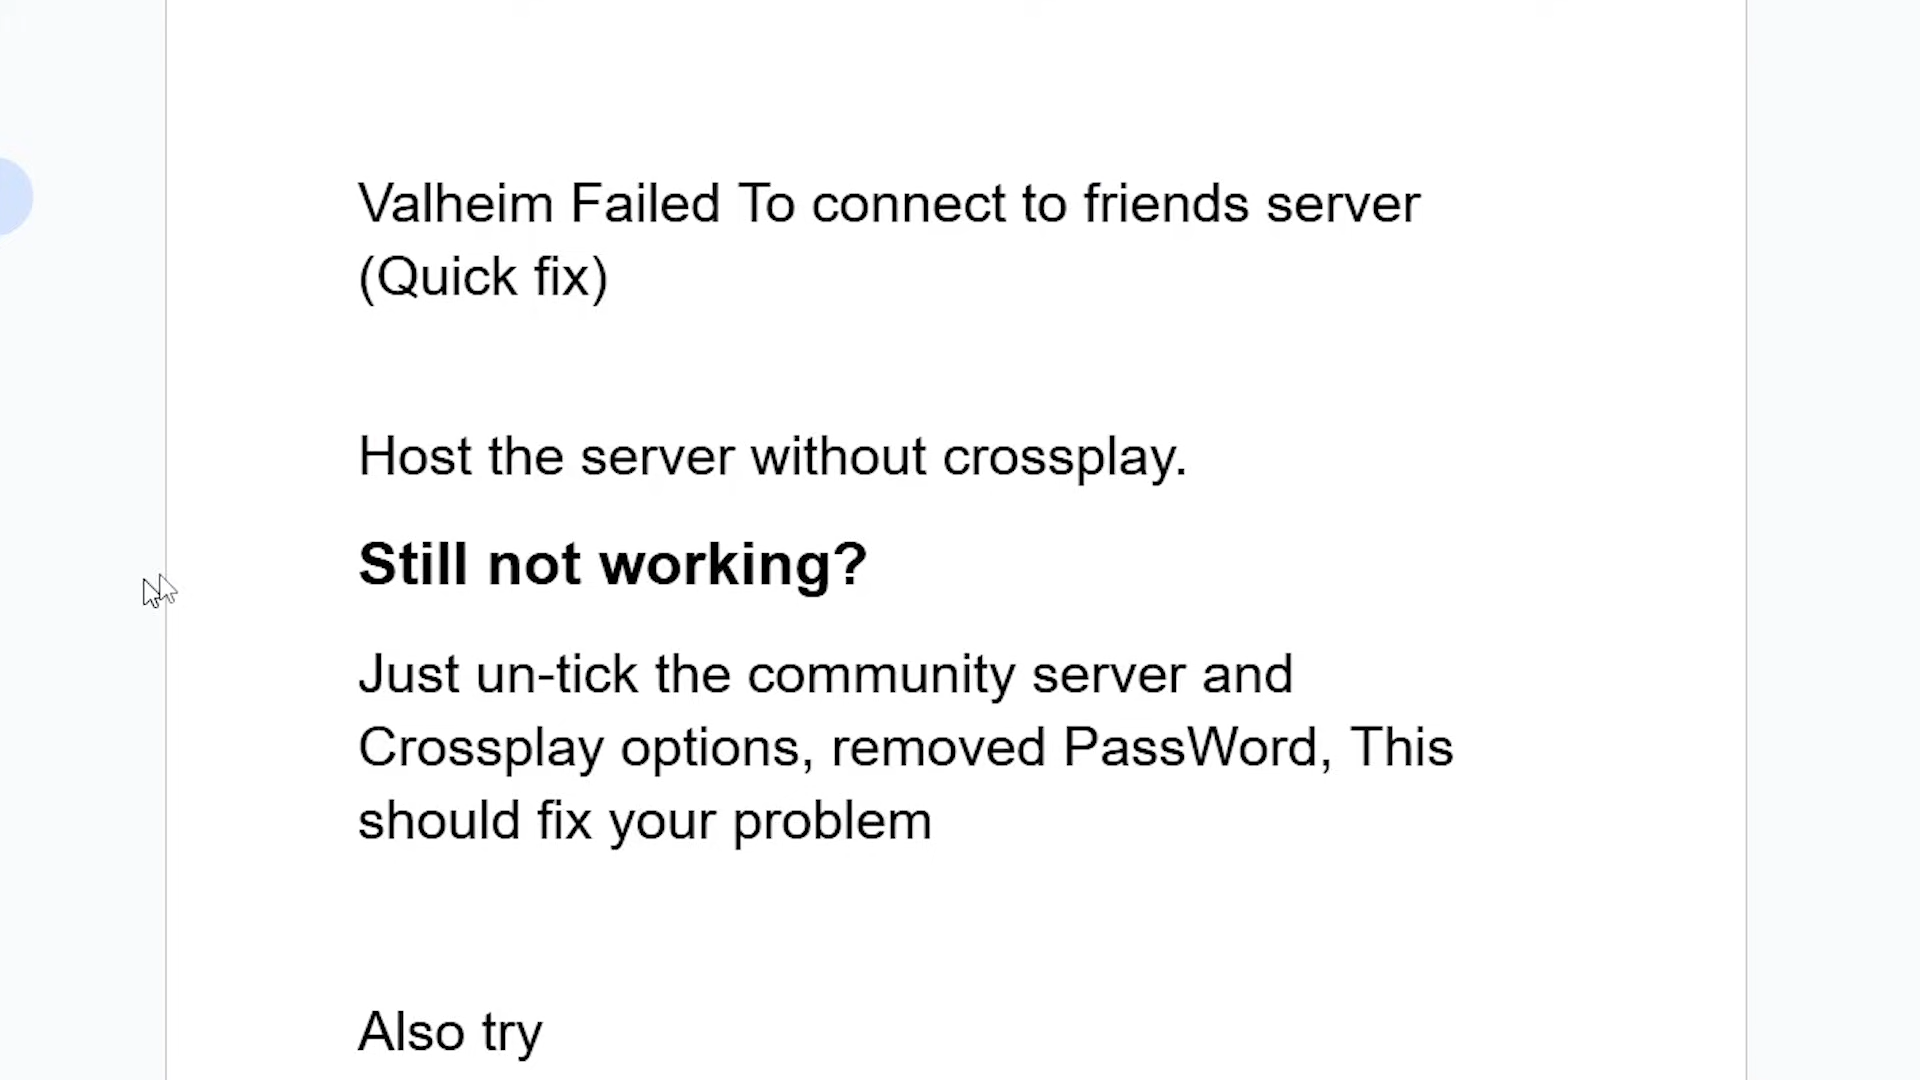 Valheim Failed To connect to friends server
(Quick fix)
Host the server without crossplay.
Still not working?
Just un-tick the community server and
Crossplay options, removed PassWord, This
should fix your problem
Also try